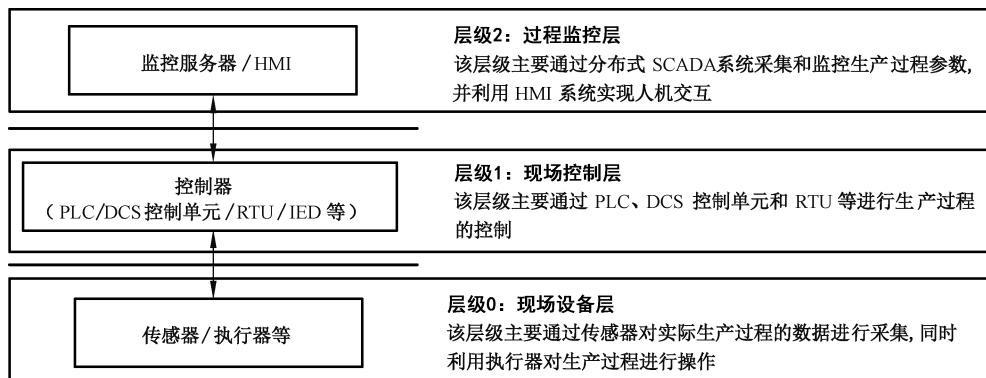 监控服务器/HMI
层级2：过程监控层
该层级主要通过分布式 SCADA系统采集和监控生产过程参数,
并利用 HMI 系统实现人机交互
控制器
（PLC/DCS控制单元/RTU/IED 等）
层级1：现场控制层
该层级主要通过 PLC、DCS 控制单元和 RTU 等进行生产过程
的控制
传感器/执行器等
层级0：现场设备层
该层级主要通过传感器对实际生产过程的数据进行采集, 同时
利用执行器对生产过程进行操作